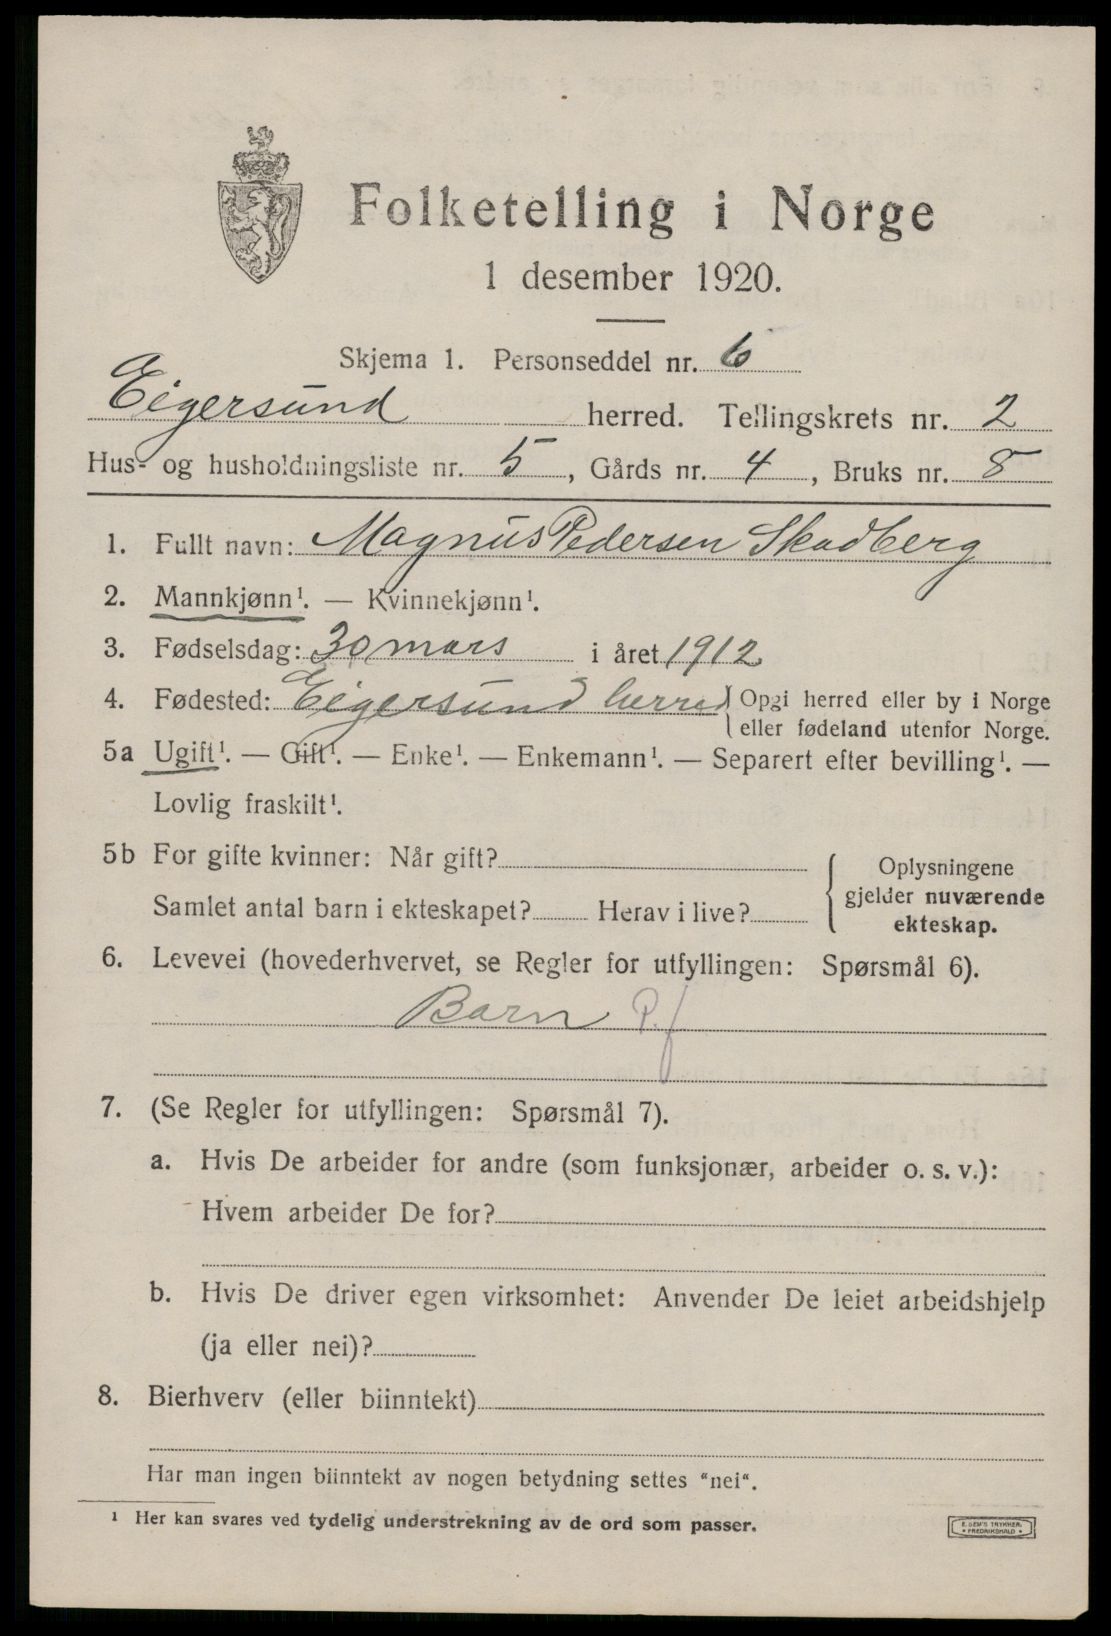 Folketelling i Norge
1 desember 1920.
Skjema 1. Personseddel nr. 6
Eigersund herred. Tellingskrets nr. 2
Hus- og husholdningsliste nr. 5, Gårds nr. 4, Bruks nr. 8
1. Fullt navn: Magnus Pedersen Skadberg
2. Mannkjønn¹. — Kvinnekjønn¹.
3. Fødselsdag: 30 mars i året 1912
4. Fødested: Eigersund herred Opgi herred eller by i Norge
eller fødeland utenfor Norge.
5a Ugift¹. — Gift¹. — Enke¹. — Enkemann¹. — Separert efter bevilling¹. —
Lovlig fraskilt¹.
5b For gifte kvinner: Når gift?
Samlet antal barn i ekteskapet? Herav i live?
Oplysningene
gjelder nuværende
ekteskap.
6. Levevei (hovederhvervet, se Regler for utfyllingen: Spørsmål 6).
Barn P.f
7. (Se Regler for utfyllingen: Spørsmål 7).
a. Hvis De arbeider for andre (som funksjonær, arbeider o. s. v.):
Hvem arbeider De for?
b. Hvis De driver egen virksomhet: Anvender De leiet arbeidshjelp
(ja eller nei)?
8. Bierhverv (eller biinntekt)
Har man ingen biinntekt av nogen betydning settes "nei".
¹ Her kan svares ved tydelig understrekning av de ord som passer.
E. SEM'S TRYKKERI
• FREDRIKSHALD •